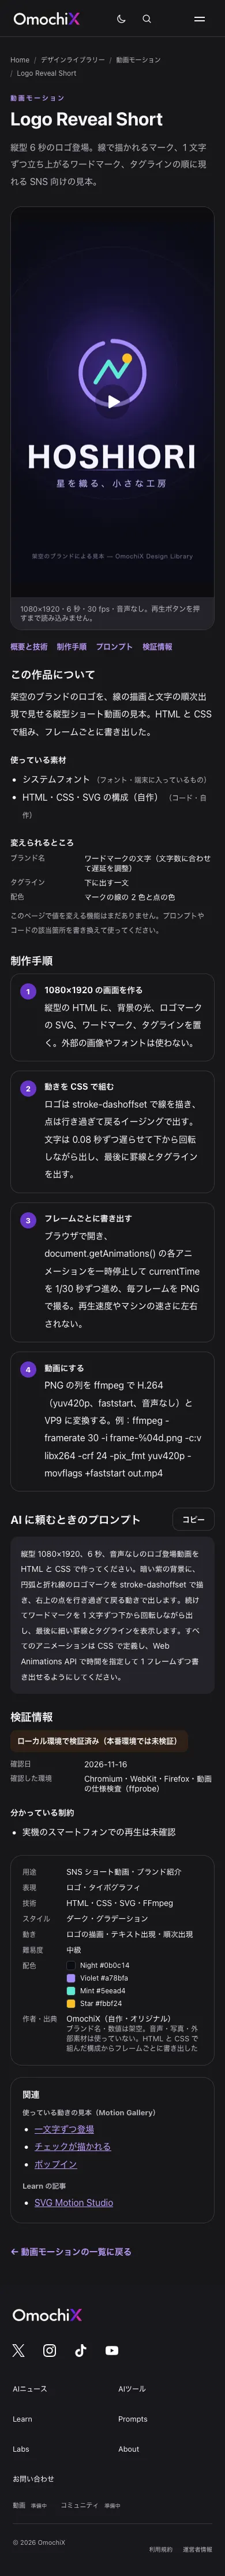 OmochiX
Home / デザインライブラリー / 動画モーション
/ Logo Reveal Short
動画モーション
Logo Reveal Short
縦型 6 秒のロゴ登場。線で描かれるマーク、1 文字
ずつ立ち上がるワードマーク、タグラインの順に現
れる SNS 向けの見本。
HOSHIORI
星を織る、小さな工房
架空のブランドによる見本 — OmochiX Design Library
1080×1920・6 秒・30 fps・音声なし。再生ボタンを押
すまで読み込みません。
概要と技術 制作手順 プロンプト 検証情報
この作品について
架空のブランドのロゴを、線の描画と文字の順次出
現で見せる縦型ショート動画の見本。HTML と CSS
で組み、フレームごとに書き出した。
使っている素材
システムフォント （フォント・端末に入っているもの）
HTML・CSS・SVG の構成（自作） （コード・自
作）
変えられるところ
ブランド名 ワードマークの文字（文字数に合わせ
て遅延を調整）
タグライン 下に出す一文
配色 マークの線の 2 色と点の色
このページで値を変える機能はまだありません。プロンプトや
コードの該当箇所を書き換えて使ってください。
制作手順
1 1080×1920 の画面を作る
縦型の HTML に、背景の光、ロゴマーク
の SVG、ワードマーク、タグラインを置
く。外部の画像やフォントは使わない。
2 動きを CSS で組む
ロゴは stroke-dashoffset で線を描き、
点は行き過ぎて戻るイージングで出す。
文字は 0.08 秒ずつ遅らせて下から回転
しながら出し、最後に罫線とタグライン
を出す。
3 フレームごとに書き出す
ブラウザで開き、
document.getAnimations() の各アニ
メーションを一時停止して currentTime
を 1/30 秒ずつ進め、毎フレームを PNG
で撮る。再生速度やマシンの速さに左右
されない。
4 動画にする
PNG の列を ffmpeg で H.264
（yuv420p、faststart、音声なし）と
VP9 に変換する。例：ffmpeg -
framerate 30 -i frame-%04d.png -c:v
libx264 -crf 24 -pix_fmt yuv420p -
movflags +faststart out.mp4
AI に頼むときのプロンプト コピー
縦型 1080×1920、6 秒、音声なしのロゴ登場動画を
HTML と CSS で作ってください。暗い紫の背景に、
円弧と折れ線のロゴマークを stroke-dashoffset で描
き、右上の点を行き過ぎて戻る動きで出します。続け
てワードマークを 1 文字ずつ下から回転しながら出
し、最後に細い罫線とタグラインを表示します。すべ
てのアニメーションは CSS で定義し、Web
Animations API で時間を指定して 1 フレームずつ書
き出せるようにしてください。
検証情報
ローカル環境で検証済み（本番環境では未検証）
確認日 2026-11-16
確認した環境 Chromium・WebKit・Firefox・動画
の仕様検査（ffprobe）
分かっている制約
実機のスマートフォンでの再生は未確認
用途 SNS ショート動画・ブランド紹介
表現 ロゴ・タイポグラフィ
技術 HTML・CSS・SVG・FFmpeg
スタイル ダーク・グラデーション
動き ロゴの描画・テキスト出現・順次出現
難易度 中級
配色 Night #0b0c14
Violet #a78bfa
Mint #5eead4
Star #fbbf24
作者・出典 OmochiX（自作・オリジナル）
ブランド名・数値は架空。音声・写真・外
部素材は使っていない。HTML と CSS で
組んだ構成からフレームごとに書き出した
関連
使っている動きの見本（Motion Gallery）
一文字ずつ登場
チェックが描かれる
ポップイン
Learn の記事
SVG Motion Studio
← 動画モーションの一覧に戻る
OmochiX
AIニュース AIツール
Learn Prompts
Labs About
お問い合わせ
動画 準備中 コミュニティ 準備中
© 2026 OmochiX
利用規約 運営者情報